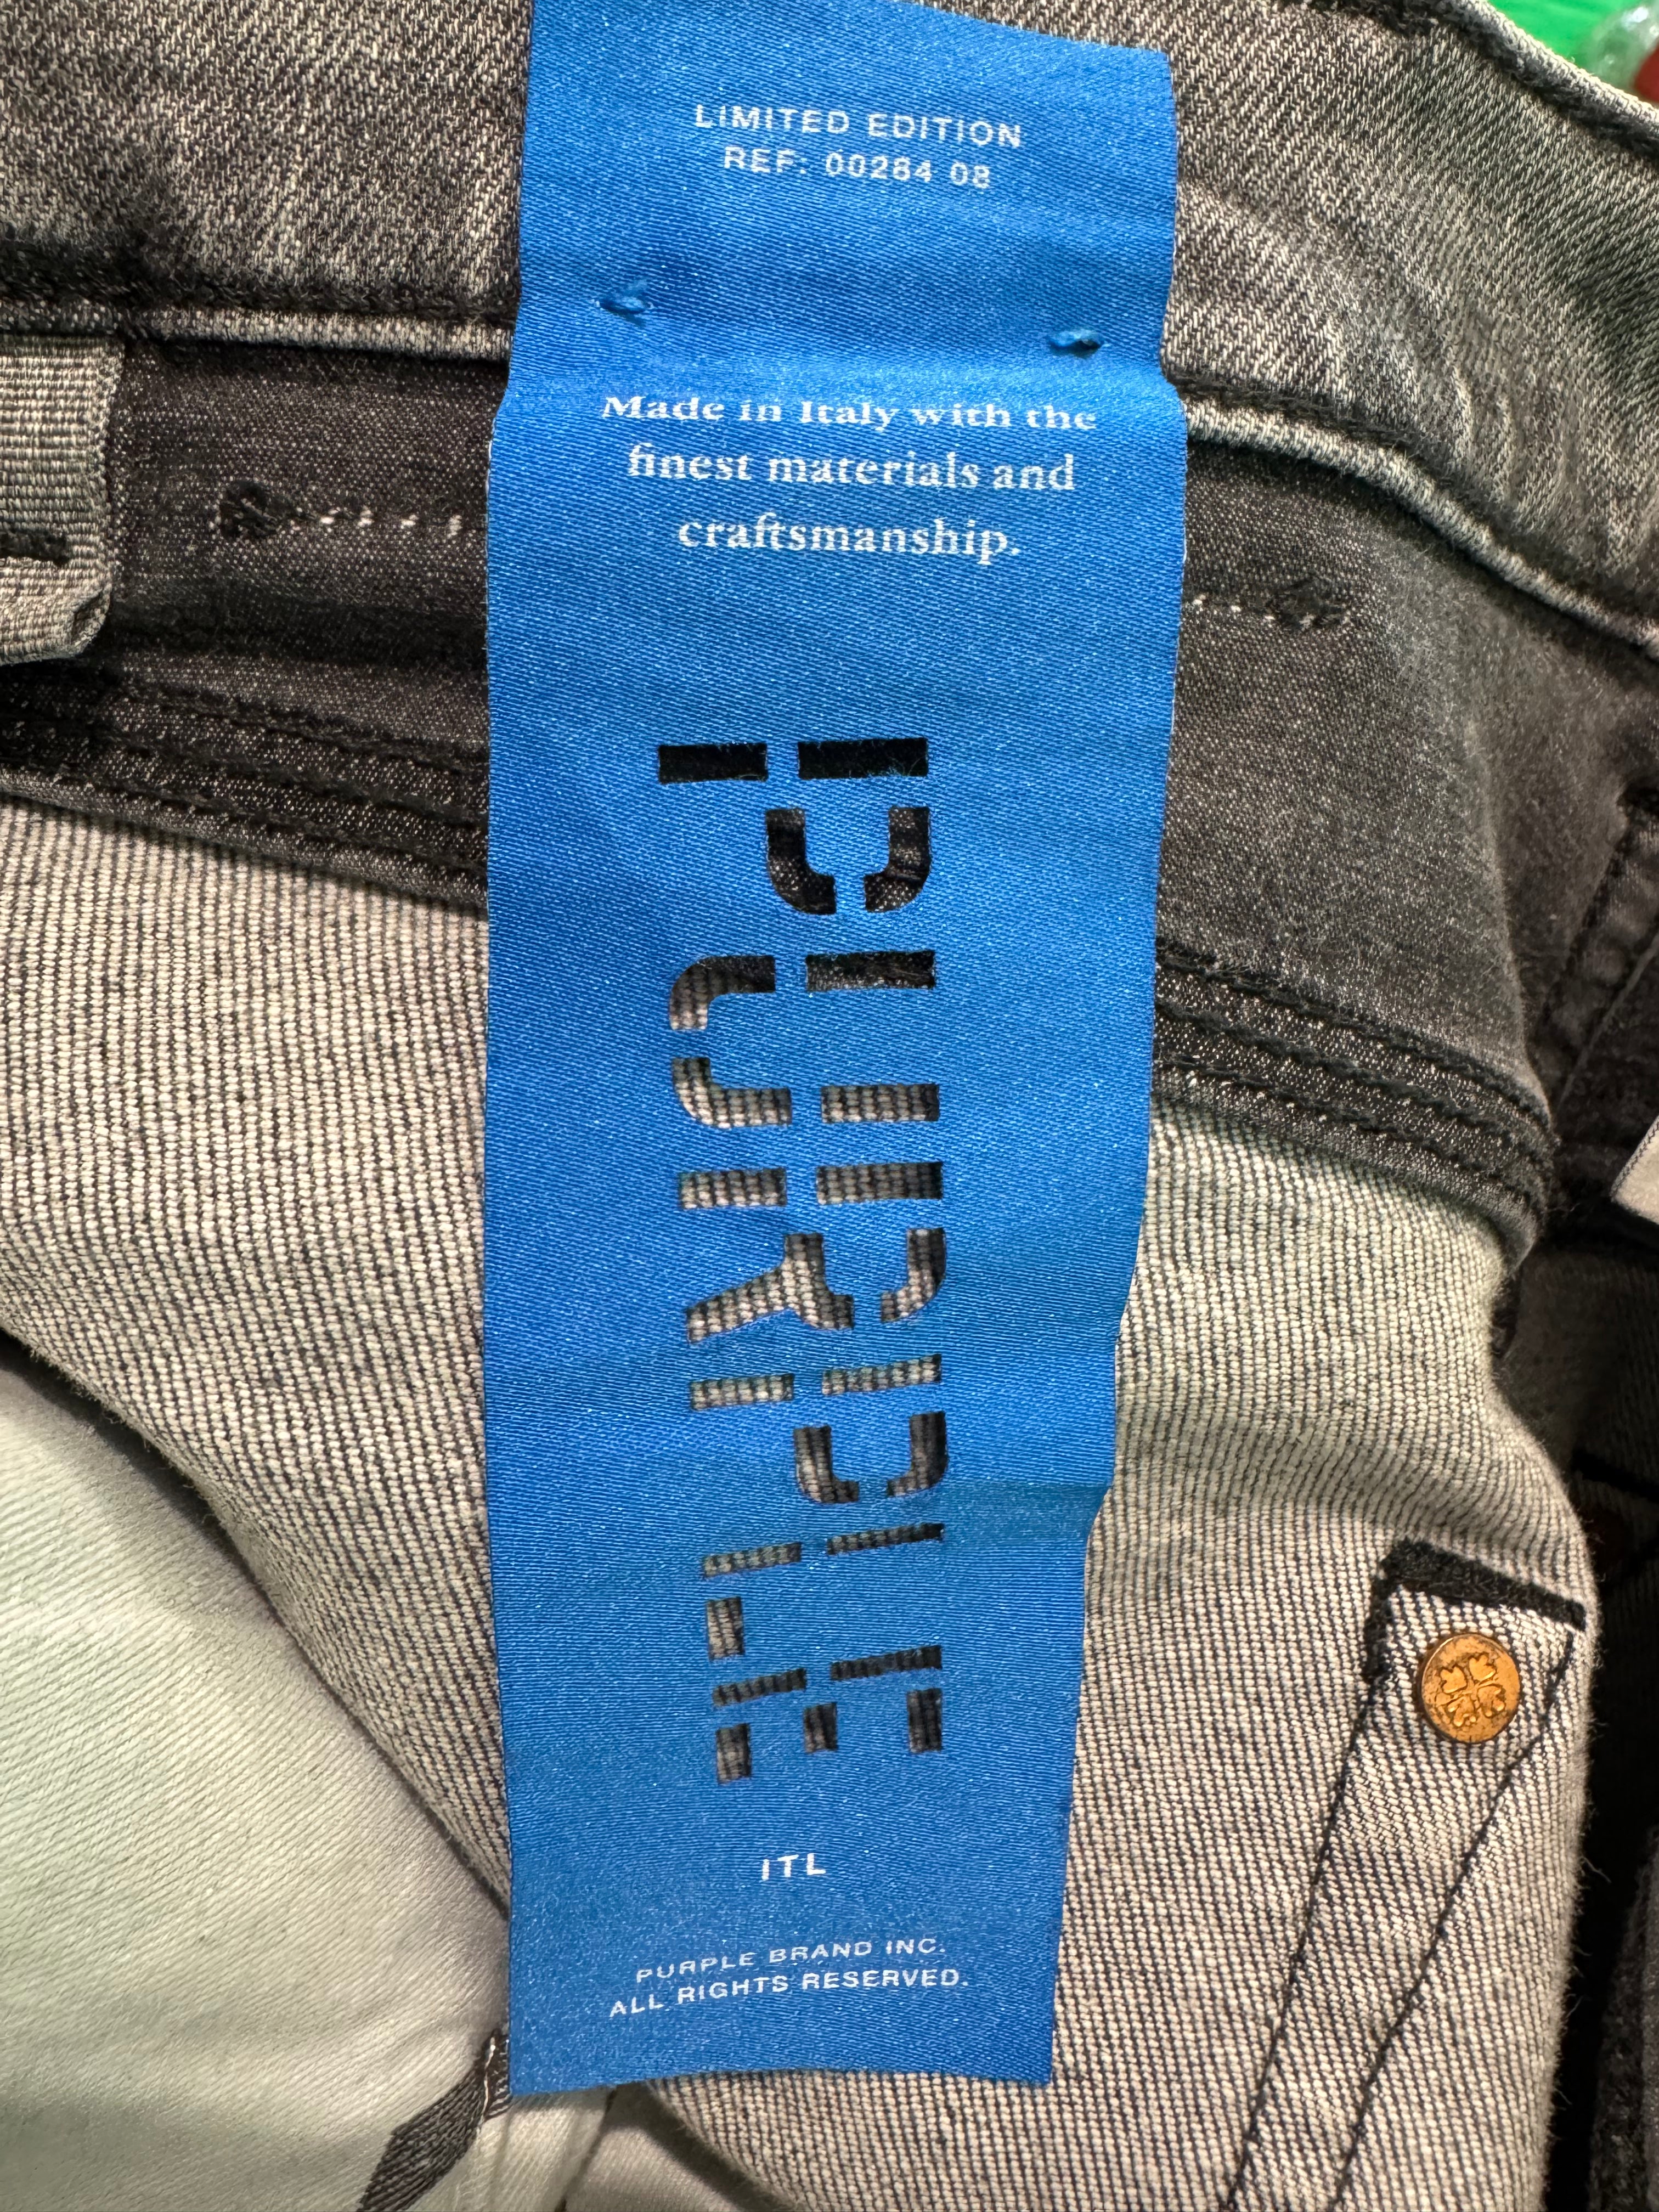 LIMITED EDITION
REF: 00284 08
Made in Italy with the
finest materials and
craftsmanship.
PURPLE
ITL
PURPLE BRAND INC.
ALL RIGHTS RESERVED.